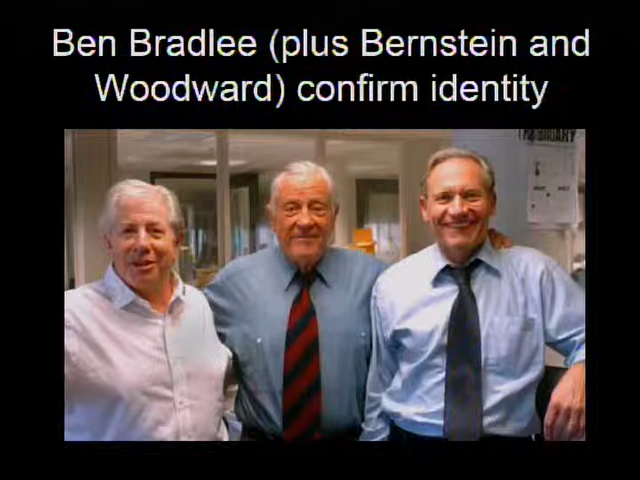 Ben Bradlee (plus Bernstein and
Woodward) confirm identity